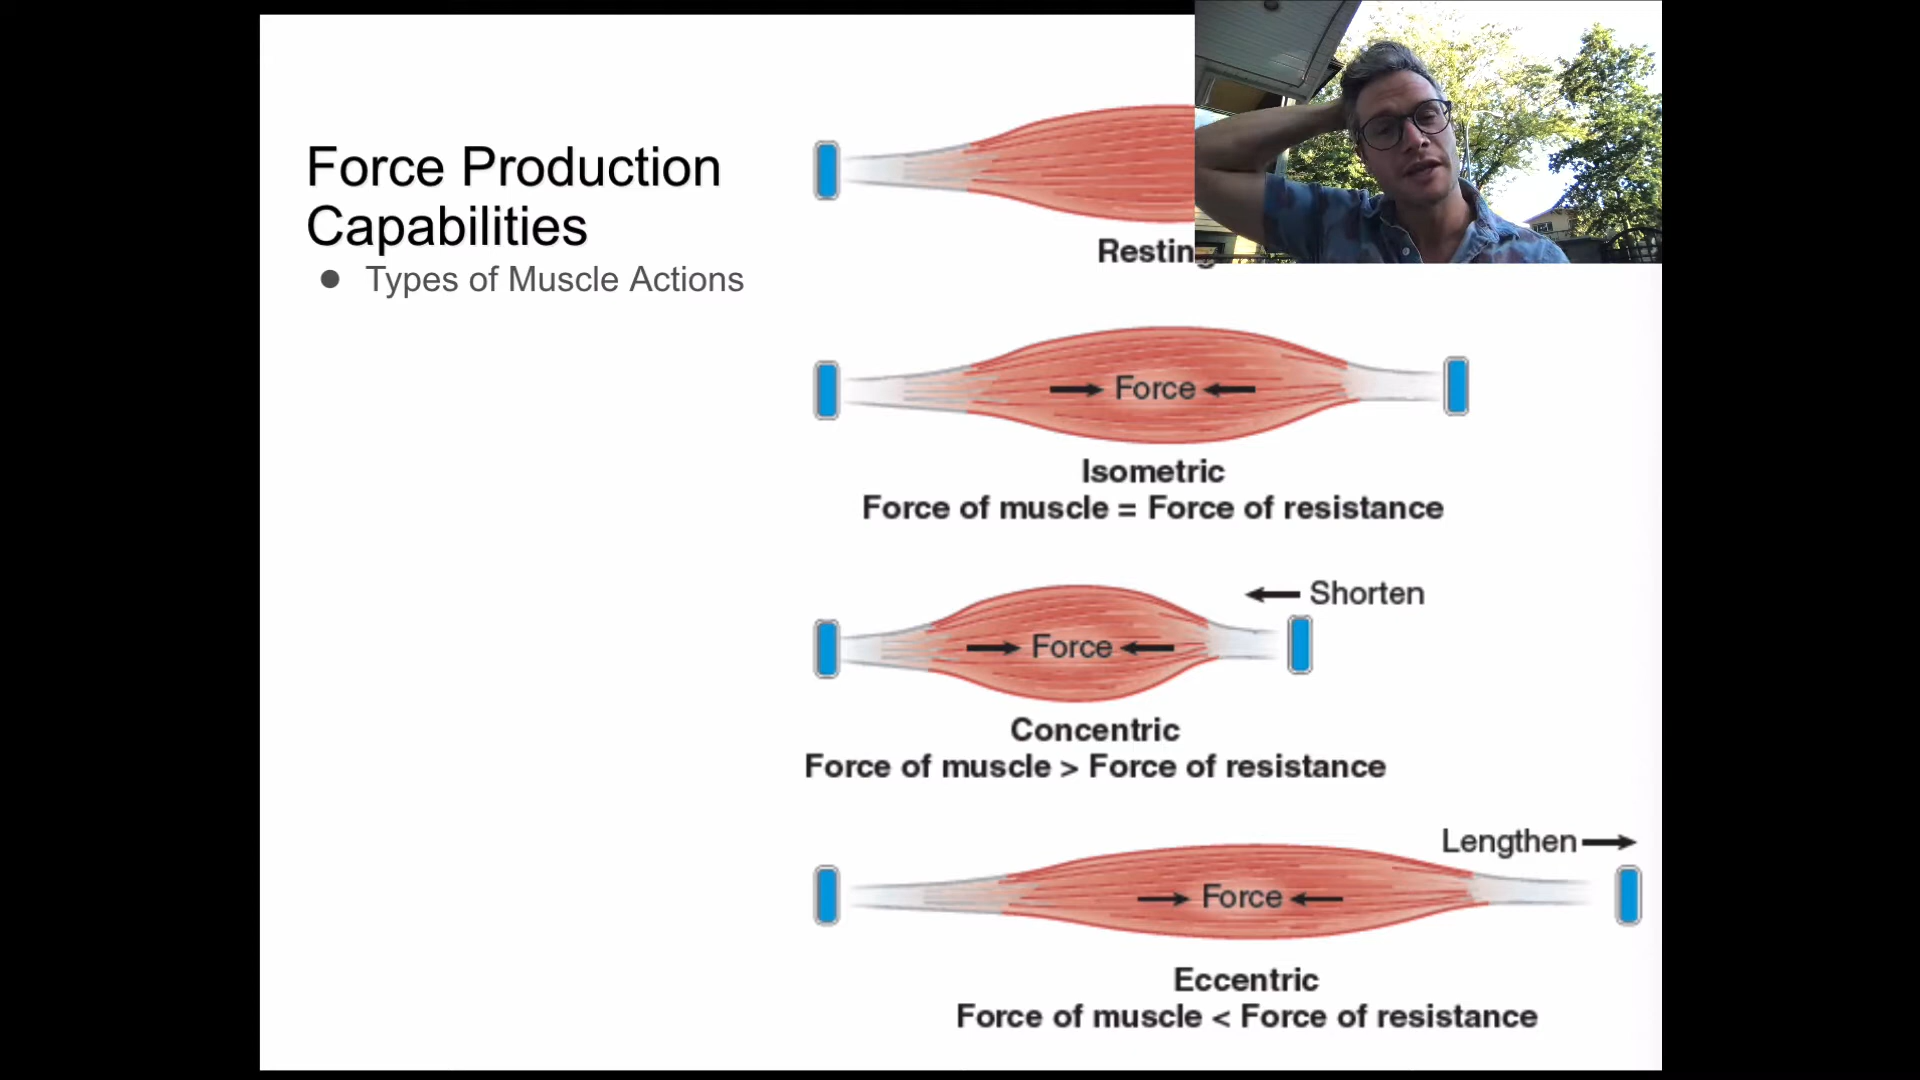 Force Production
Capabilities
● Types of Muscle Actions
Resting
Force
Isometric
Force of muscle = Force of resistance
Shorten
Force
Concentric
Force of muscle > Force of resistance
Lengthen
Force
Eccentric
Force of muscle < Force of resistance